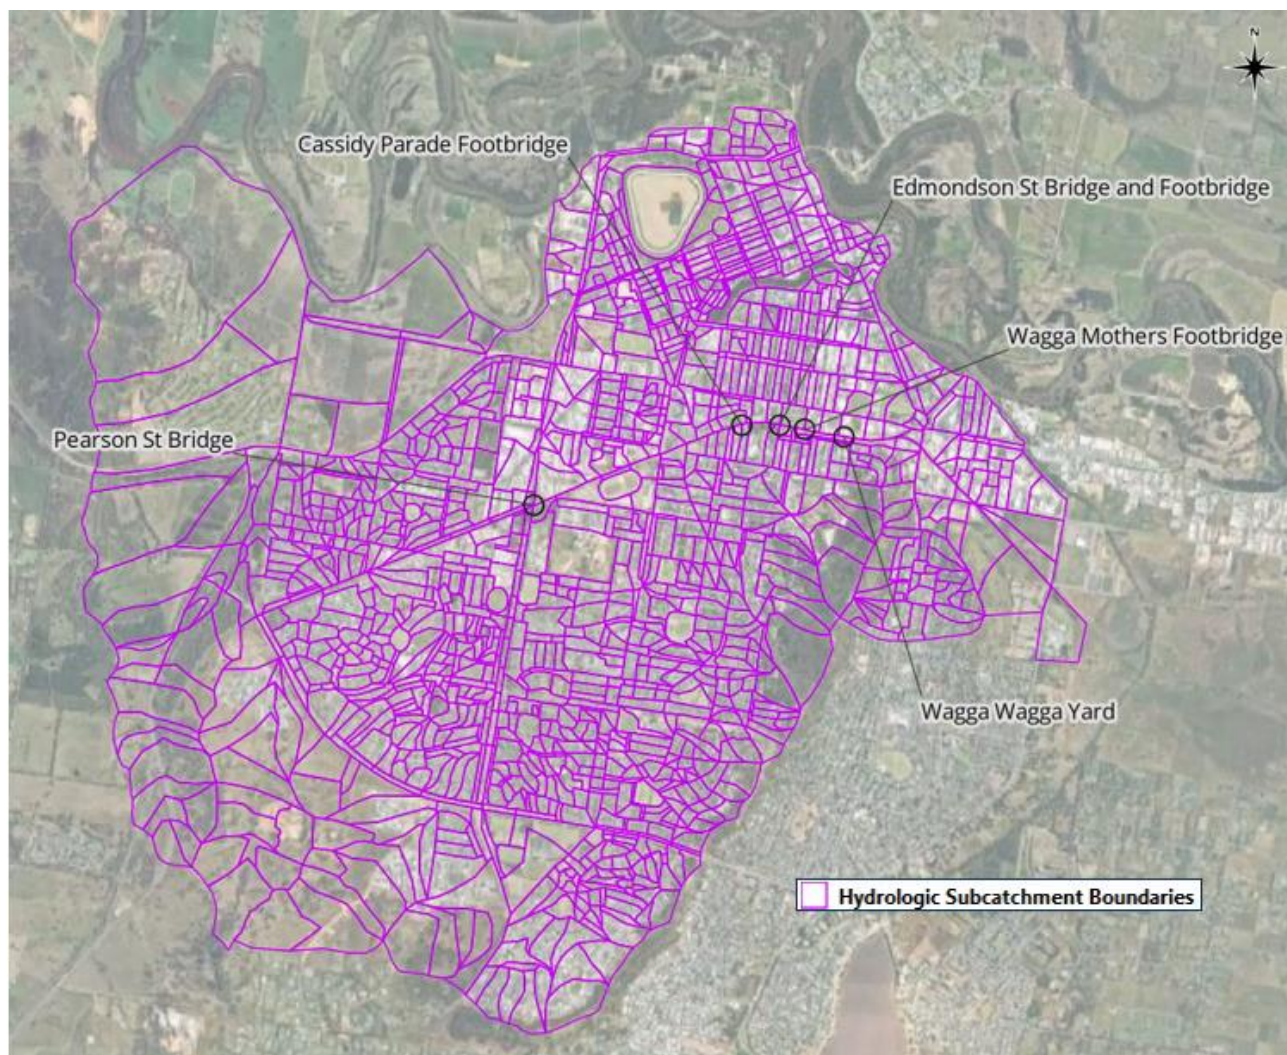 N
Cassidy Parade Footbridge
Edmondson St Bridge and Footbridge
Wagga Mothers Footbridge
Pearson St Bridge
Wagga Wagga Yard
Hydrologic Subcatchment Boundaries